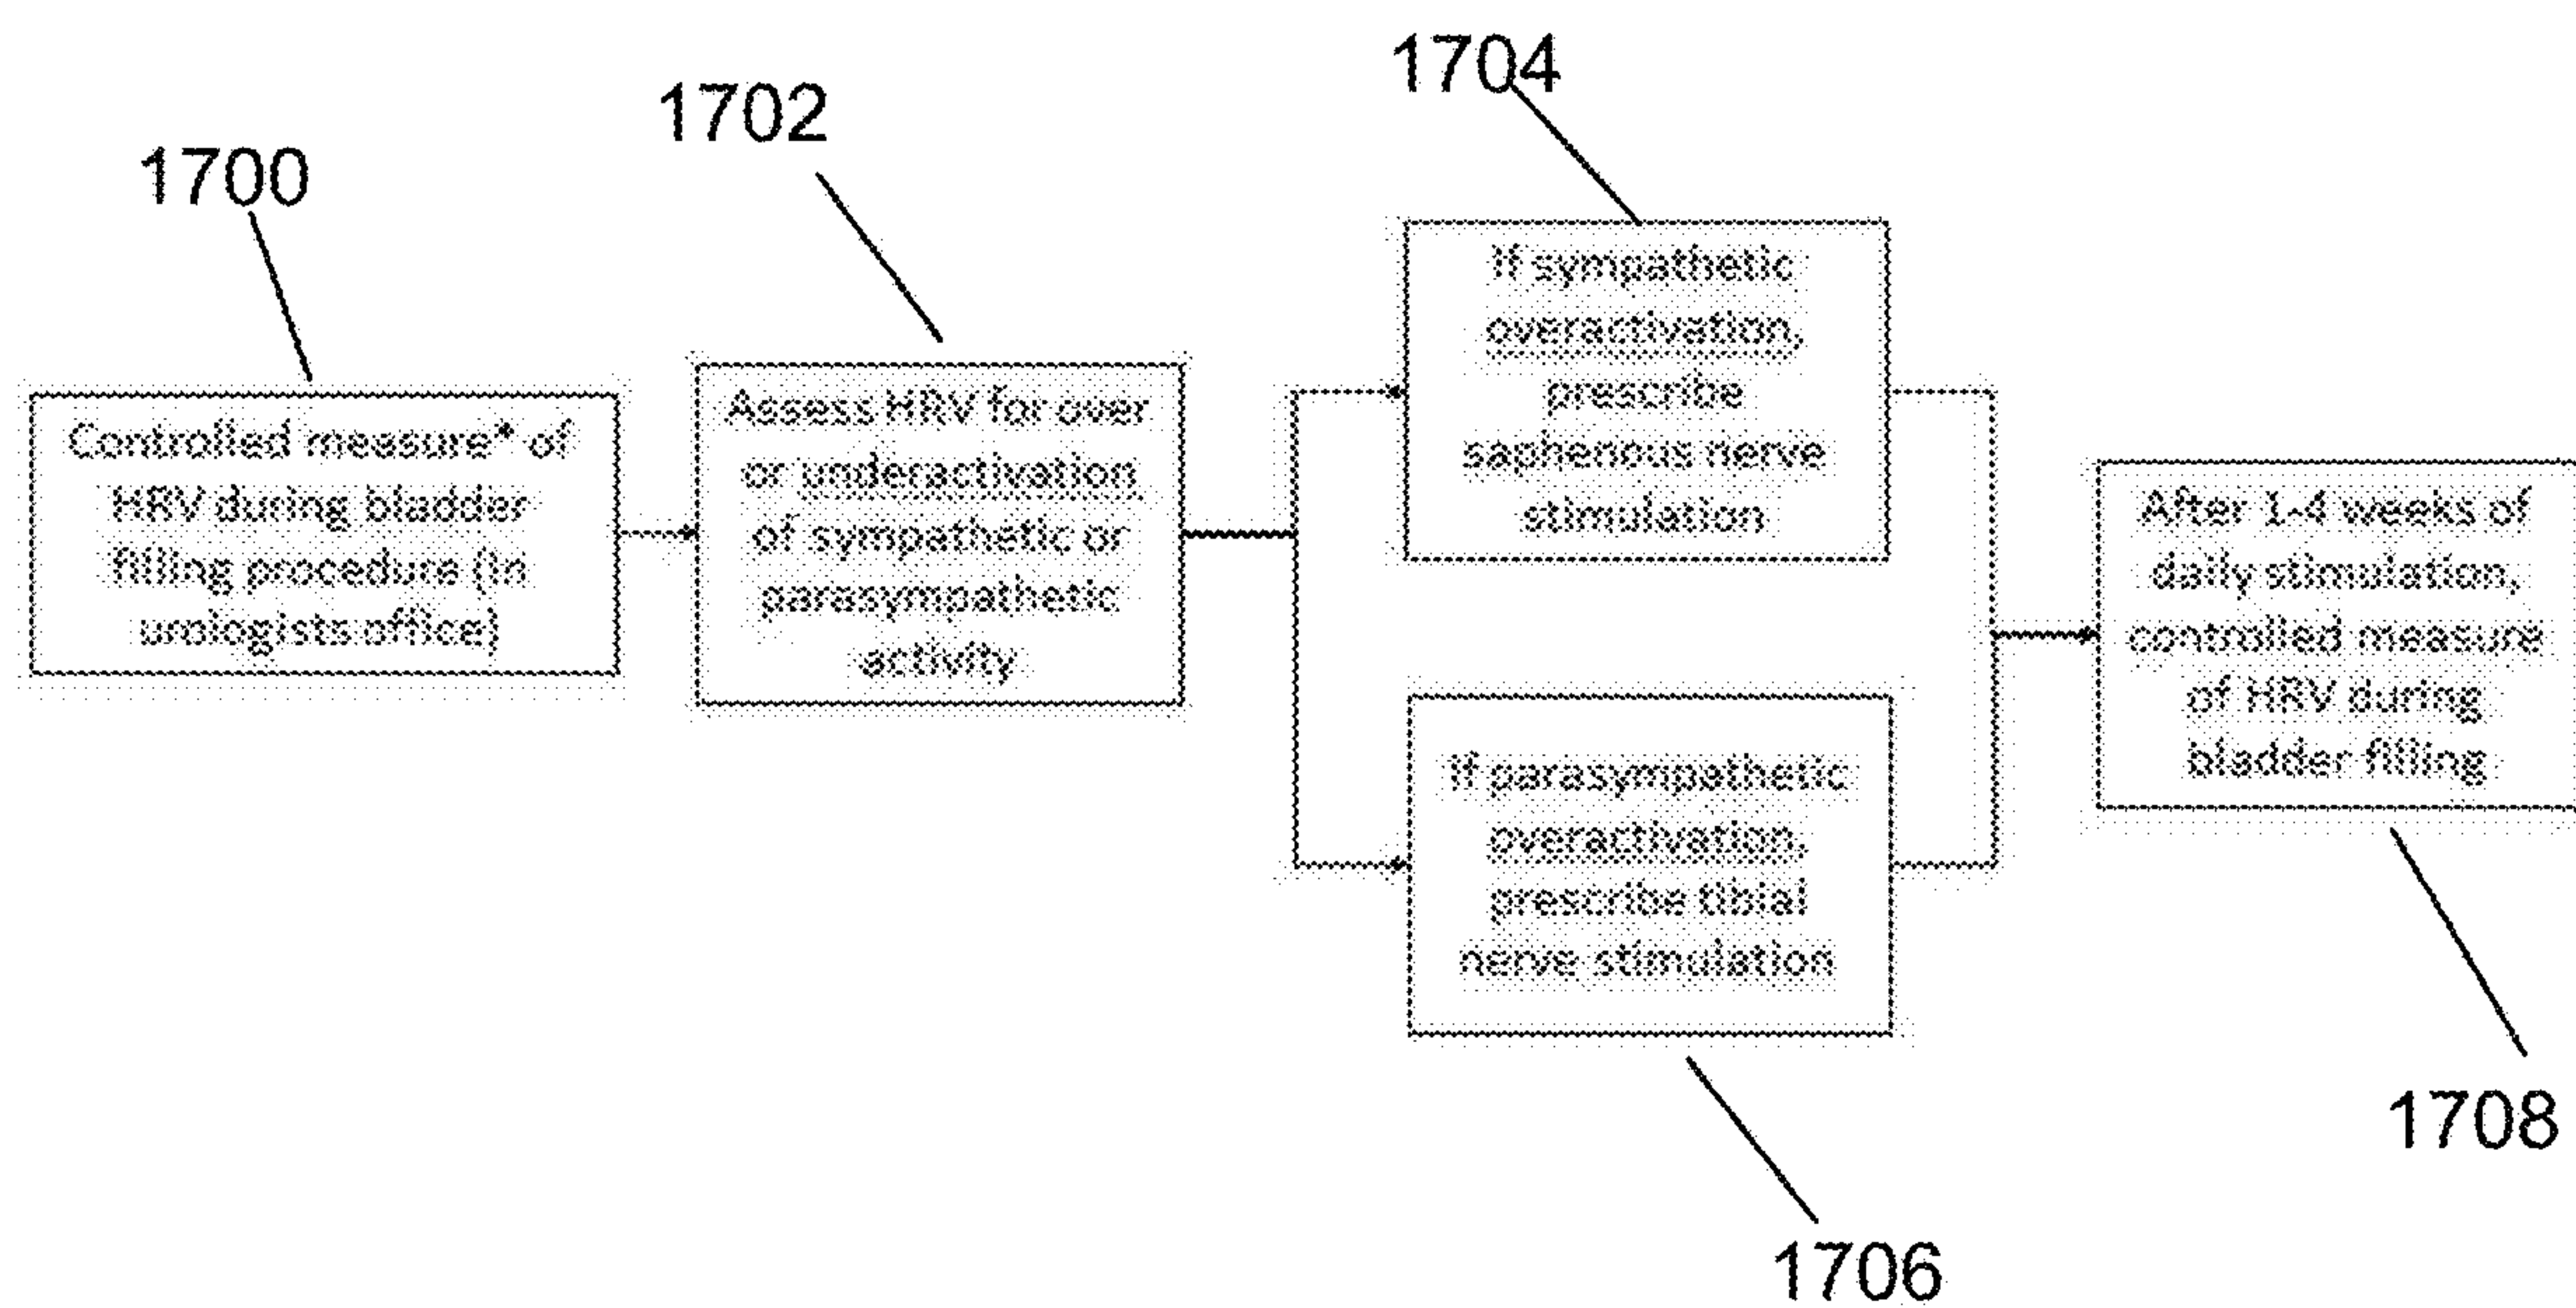 1700
Controlled measure* of
HRV during bladder
filling procedure (in
urologists office)
1702
Assess HRV for over
or underactivation
of sympathetic or
parasympathetic
activity
1704
If sympathetic
overactivation,
prescribe
saphenous nerve
stimulation
If parasympathetic
overactivation,
prescribe tibial
nerve stimulation
1706
After 1-4 weeks of
daily stimulation,
controlled measure
of HRV during
bladder filling
1708